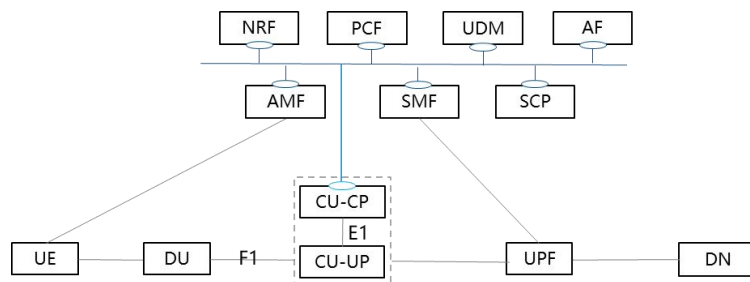 NRF PCF UDM AF
AMF SMF SCP
CU-CP
E1
UE DU F1 CU-UP UPF DN